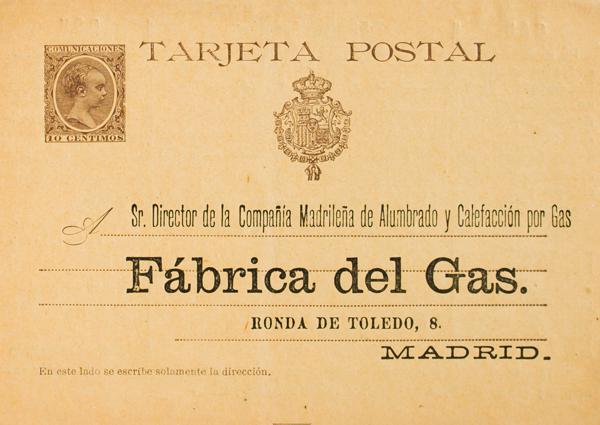 COMUNICACIONES
10 CENTIMOS
TARJETA POSTAL
A Sr. Director de la Compañía Madrileña de Alumbrado y Calefacción por Gas
Fábrica del Gas.
RONDA DE TOLEDO, 8.
MADRID.
En este lado se escribe solamente la dirección.